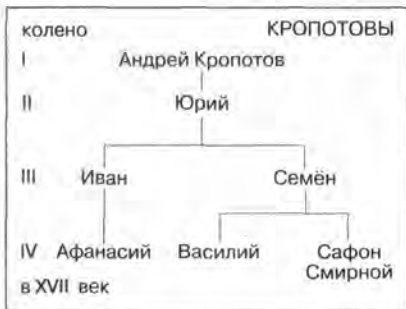 колено КРОПОТОВЫ
I Андрей Кропотов
II Юрий
III Иван Семён
IV Афанасий Василий Сафон
Смирной
в XVII век